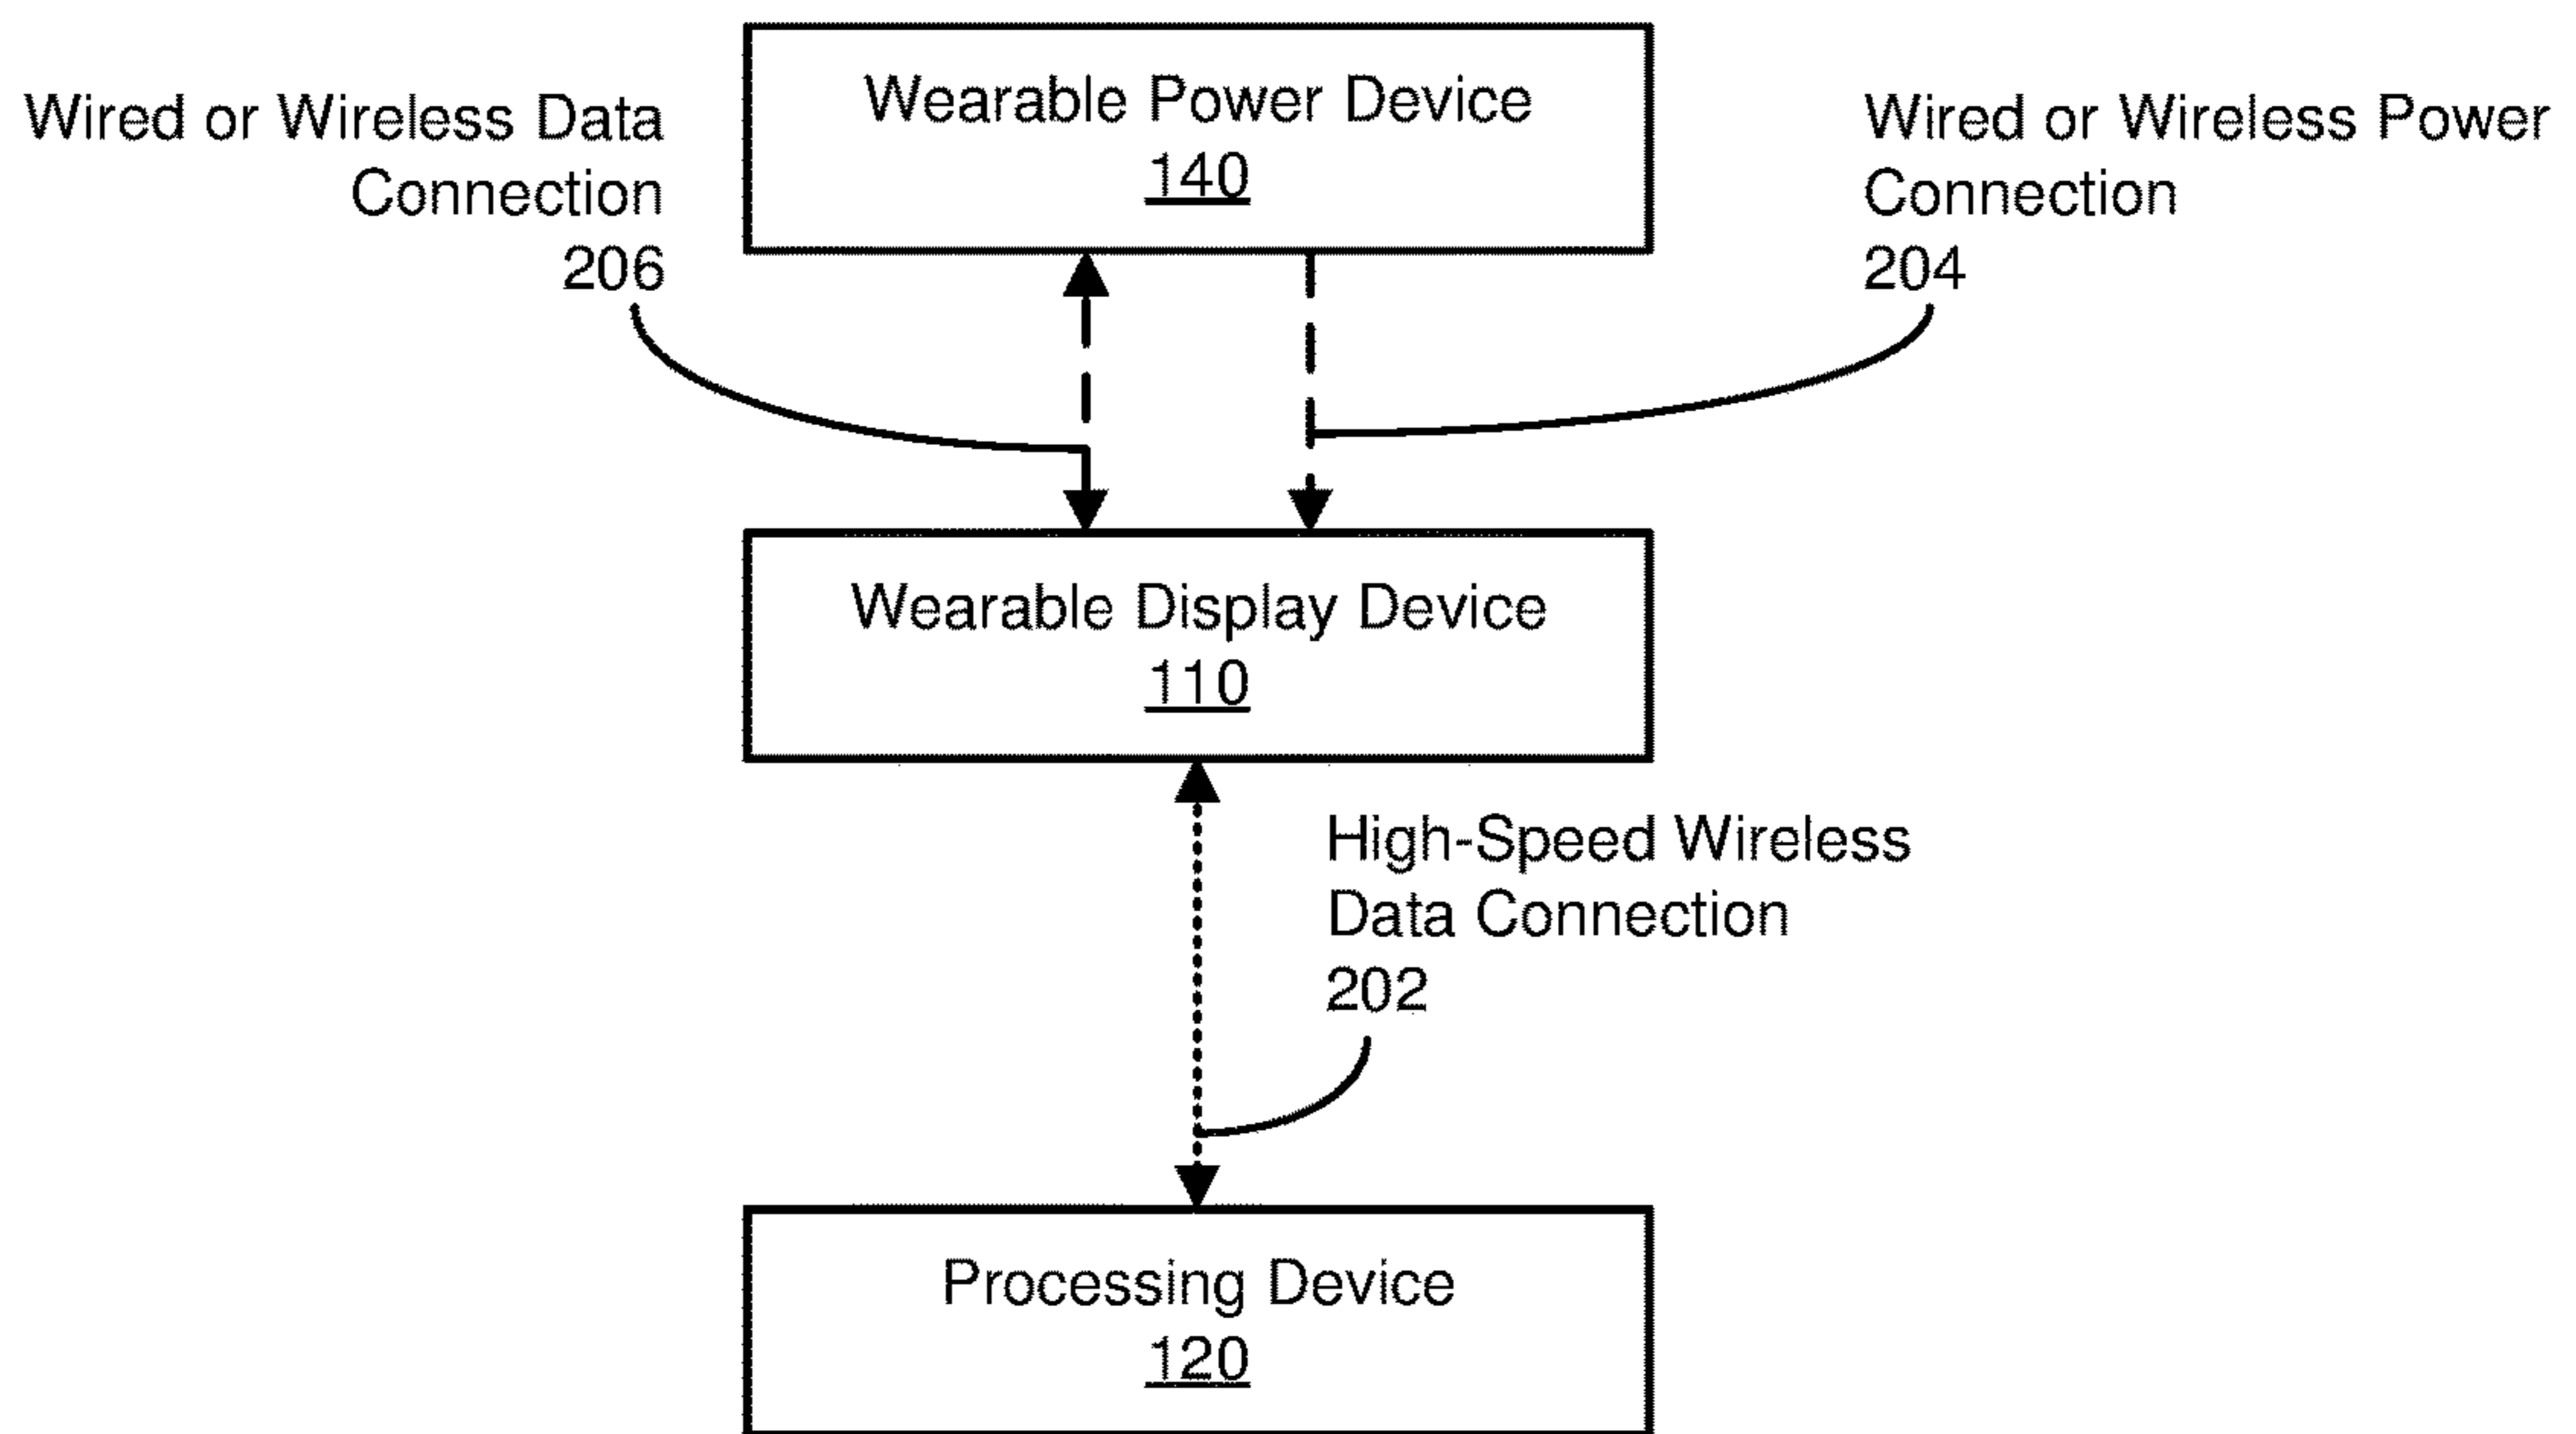 Wearable Power Device
140
Wired or Wireless Data
Connection
206
Wired or Wireless Power
Connection
204
Wearable Display Device
110
High-Speed Wireless
Data Connection
202
Processing Device
120